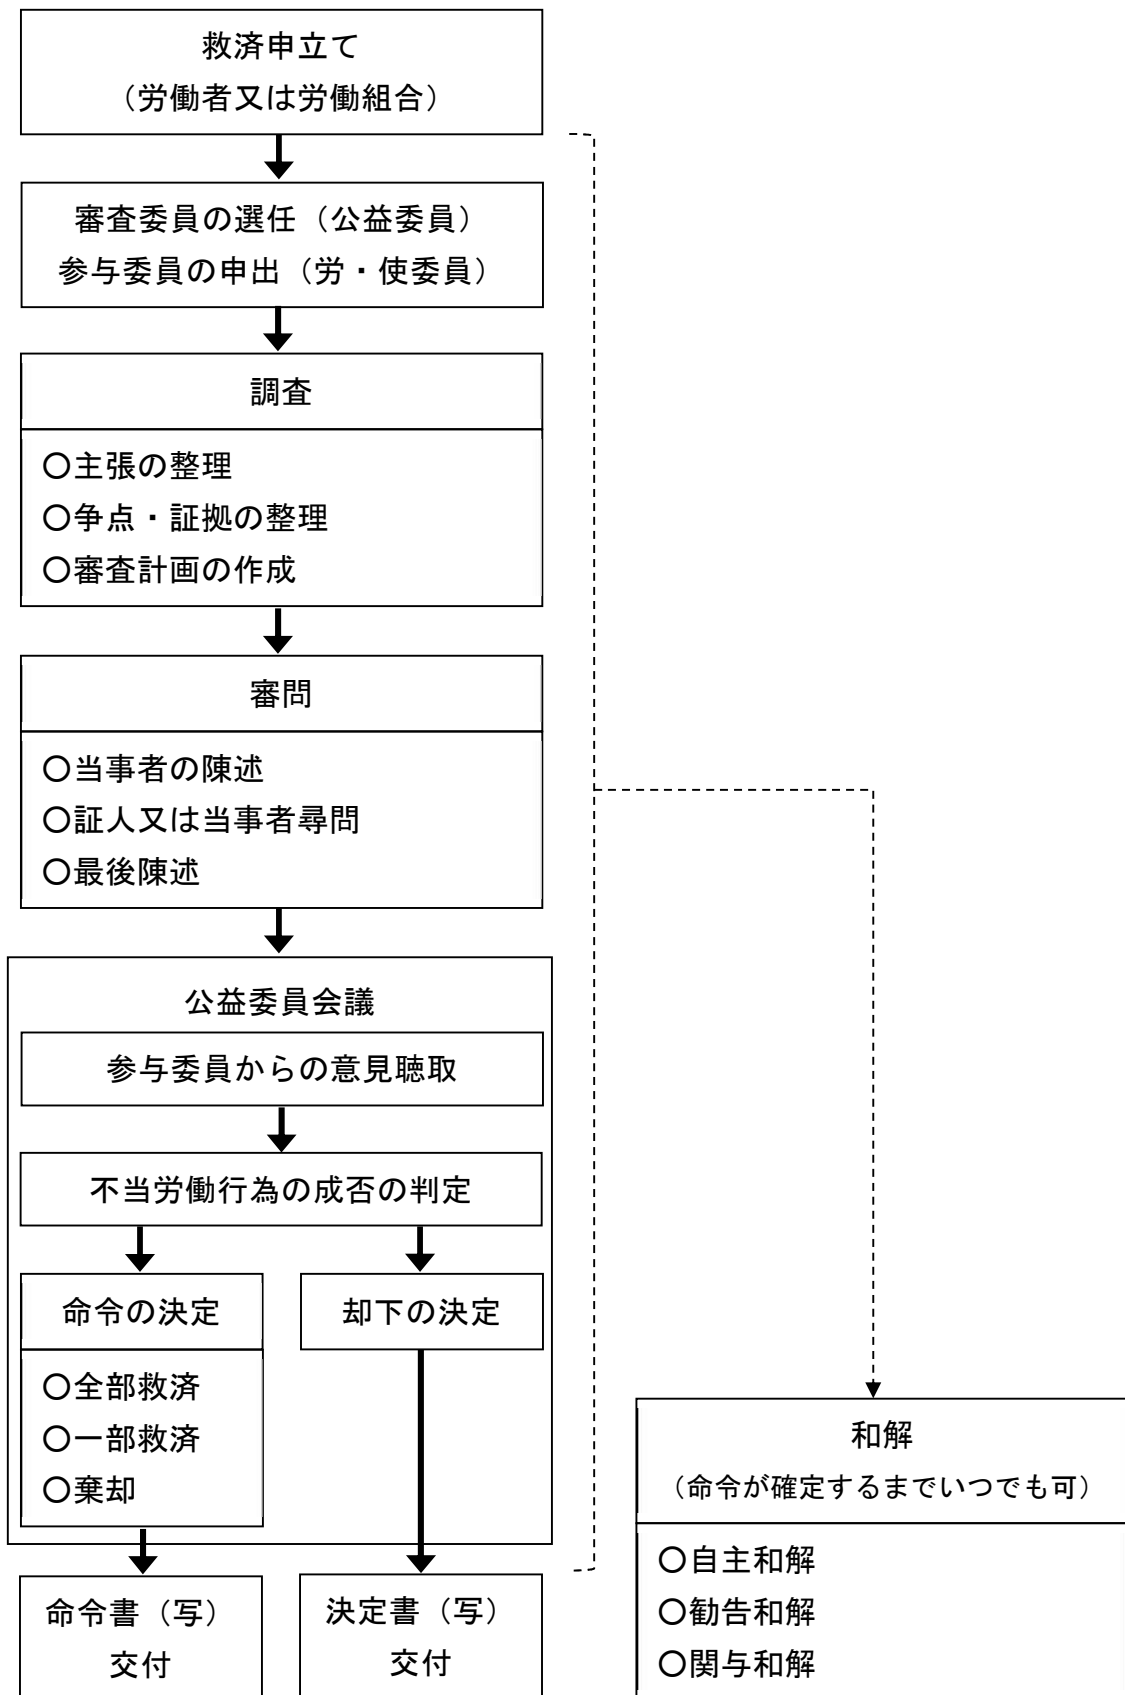 救済申立て
（労働者又は労働組合）
審査委員の選任（公益委員）
参与委員の申出（労・使委員）
調査
○主張の整理
○争点・証拠の整理
○審査計画の作成
審問
○当事者の陳述
○証人又は当事者尋問
○最後陳述
公益委員会議
参与委員からの意見聴取
不当労働行為の成否の判定
命令の決定
○全部救済
○一部救済
○棄却
却下の決定
命令書（写）
交付
決定書（写）
交付
和解
（命令が確定するまでいつでも可）
○自主和解
○勧告和解
○関与和解